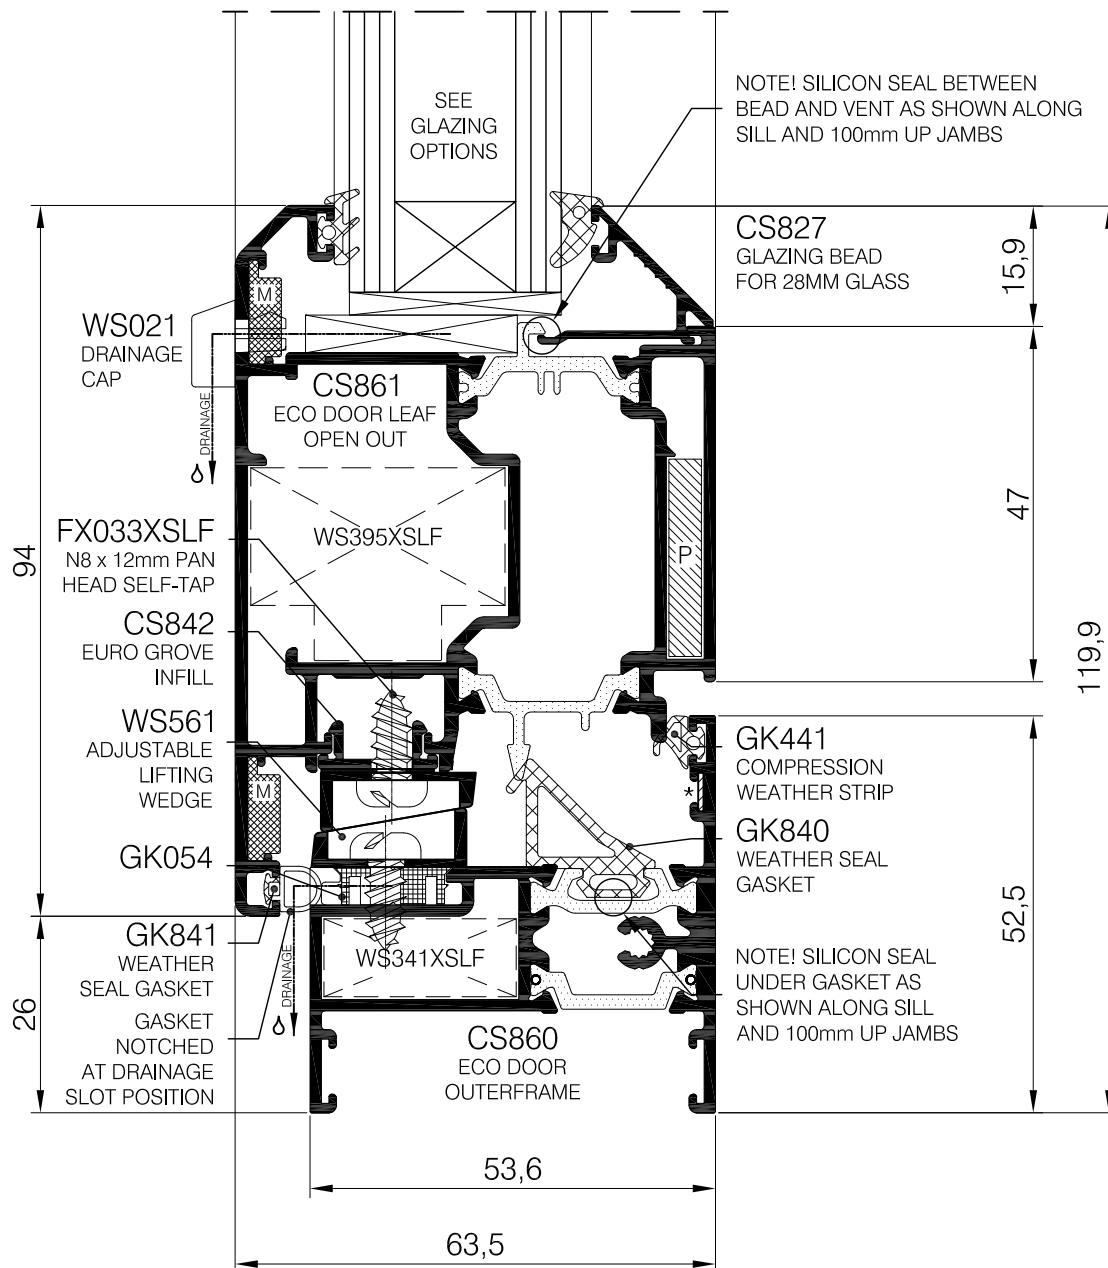 SEE
GLAZING
OPTIONS
NOTE! SILICON SEAL BETWEEN
BEAD AND VENT AS SHOWN ALONG
SILL AND 100mm UP JAMBS
CS827
GLAZING BEAD
FOR 28MM GLASS
15,9
M
WS021
DRAINAGE
CAP
CS861
ECO DOOR LEAF
OPEN OUT
DRAINAGE
47
FX033XSLF
N8 x 12mm PAN
HEAD SELF-TAP
WS395XSLF
P
94
CS842
EURO GROVE
INFILL
119,9
WS561
ADJUSTABLE
LIFTING
WEDGE
M
GK441
COMPRESSION
WEATHER STRIP
*
GK840
WEATHER SEAL
GASKET
GK054
52,5
GK841
WEATHER
SEAL GASKET
DRAINAGE
WS341XSLF
NOTE! SILICON SEAL
UNDER GASKET AS
SHOWN ALONG SILL
AND 100mm UP JAMBS
26
GASKET
NOTCHED
AT DRAINAGE
SLOT POSITION
CS860
ECO DOOR
OUTERFRAME
53,6
63,5